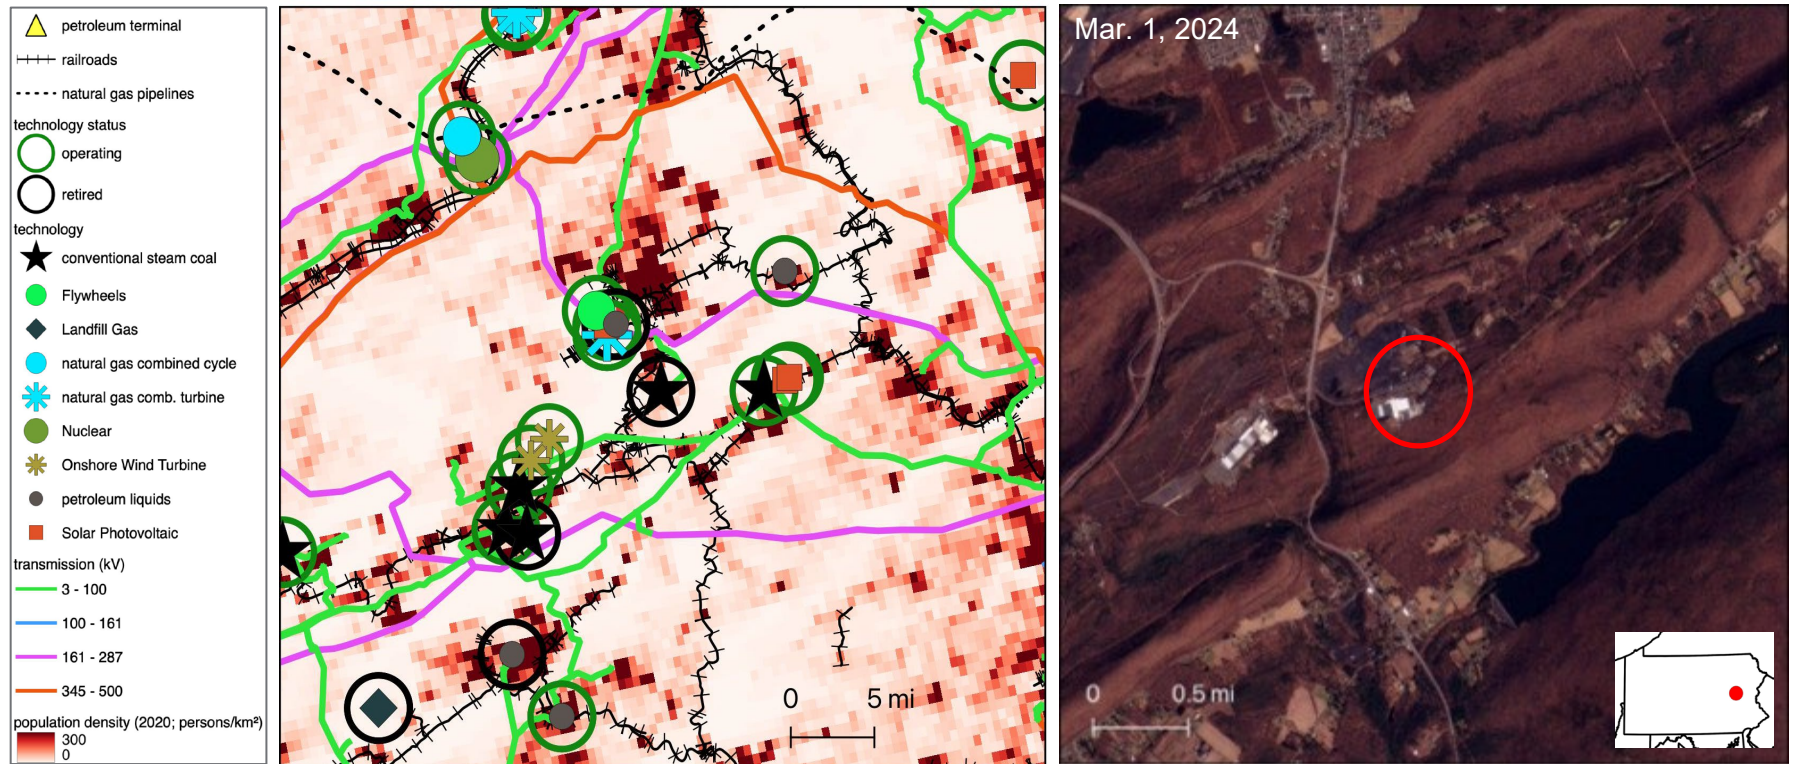 petroleum terminal
railroads
natural gas pipelines
technology status
operating
retired
technology
conventional steam coal
Flywheels
Landfill Gas
natural gas combined cycle
natural gas comb. turbine
Nuclear
Onshore Wind Turbine
petroleum liquids
Solar Photovoltaic
transmission (kV)
3 - 100
100 - 161
161 - 287
345 - 500
population density (2020; persons/km²)
300
0
0 5 mi
Mar. 1, 2024
0 0.5 mi